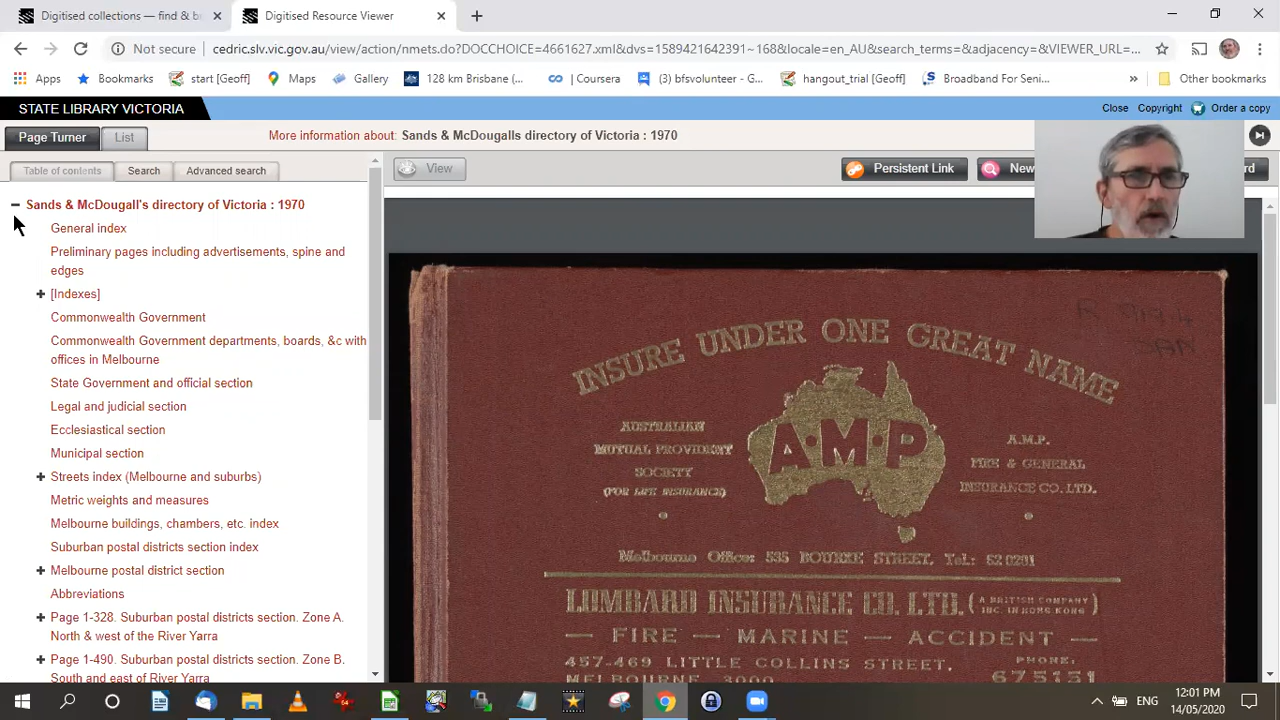 Digitised collections — find & b
Digitised Resource Viewer
Not secure
cedric.slv.vic.gov.au/view/action/nmets.do?DOCCHOICE=4661627.xml&dvs=1589421642391~168&locale=en_AU&search_terms=&adjacency=&VIEWER_URL=...
Apps
Bookmarks
start [Geoff]
Maps
Gallery
128 km Brisbane (...
| Coursera
(3) bfsvolunteer - G...
hangout_trial [Geoff]
Broadband For Seni...
»
Other bookmarks
STATE LIBRARY VICTORIA
Close
Copyright
Order a copy
Page Turner
List
More information about: Sands & McDougalls directory of Victoria : 1970
Table of contents
Search
Advanced search
View
Persistent Link
New
rd
Sands & McDougall's directory of Victoria : 1970
General index
Preliminary pages including advertisements, spine and
edges
[Indexes]
Commonwealth Government
Commonwealth Government departments, boards, &c with
offices in Melbourne
State Government and official section
Legal and judicial section
Ecclesiastical section
Municipal section
Streets index (Melbourne and suburbs)
Metric weights and measures
Melbourne buildings, chambers, etc. index
Suburban postal districts section index
Melbourne postal district section
Abbreviations
Page 1-328. Suburban postal districts section. Zone A.
North & west of the River Yarra
Page 1-490. Suburban postal districts section. Zone B.
South and east of River Yarra
INSURE UNDER ONE GREAT NAME
AUSTRALIAN
MUTUAL PROVIDENT
SOCIETY
(FOR LIFE INSURANCE)
A.M.P.
A.M.P.
FIRE & GENERAL
INSURANCE CO. LTD.
Melbourne Office: 535 BOURKE STREET, Tel.: 62 0201
LOMBARD INSURANCE CO. LTD. (A BRITISH COMPANY
INC. IN HONG KONG)
— FIRE — MARINE — ACCIDENT —
457-469 LITTLE COLLINS STREET,
MELBOURNE, 3000
PHONE:
675151
ENG
12:01 PM
14/05/2020